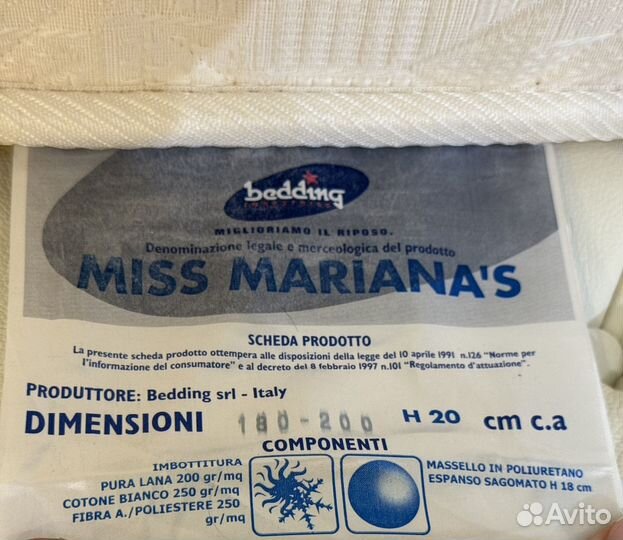 bedding
MIGLIORIAMO IL RIPOSO.
Denominazione legale e merceologica del prodotto
MISS MARIANA'S
SCHEDA PRODOTTO
La presente scheda prodotto ottempera alle disposizioni della legge del 10 aprile 1991 n.126 "Norme per
l'informazione del consumatore" e al decreto del 8 febbraio 1997 n.101 "Regolamento d'attuazione".
PRODUTTORE: Bedding srl - Italy
DIMENSIONI 180-200 H 20 cm c.a
COMPONENTI
IMBOTTITURA
PURA LANA 200 gr/mq
COTONE BIANCO 250 gr/mq
FIBRA A./POLIESTERE 250
gr/mq
MASSELLO IN POLIURETANO
ESPANSO SAGOMATO H 18 cm
Avito